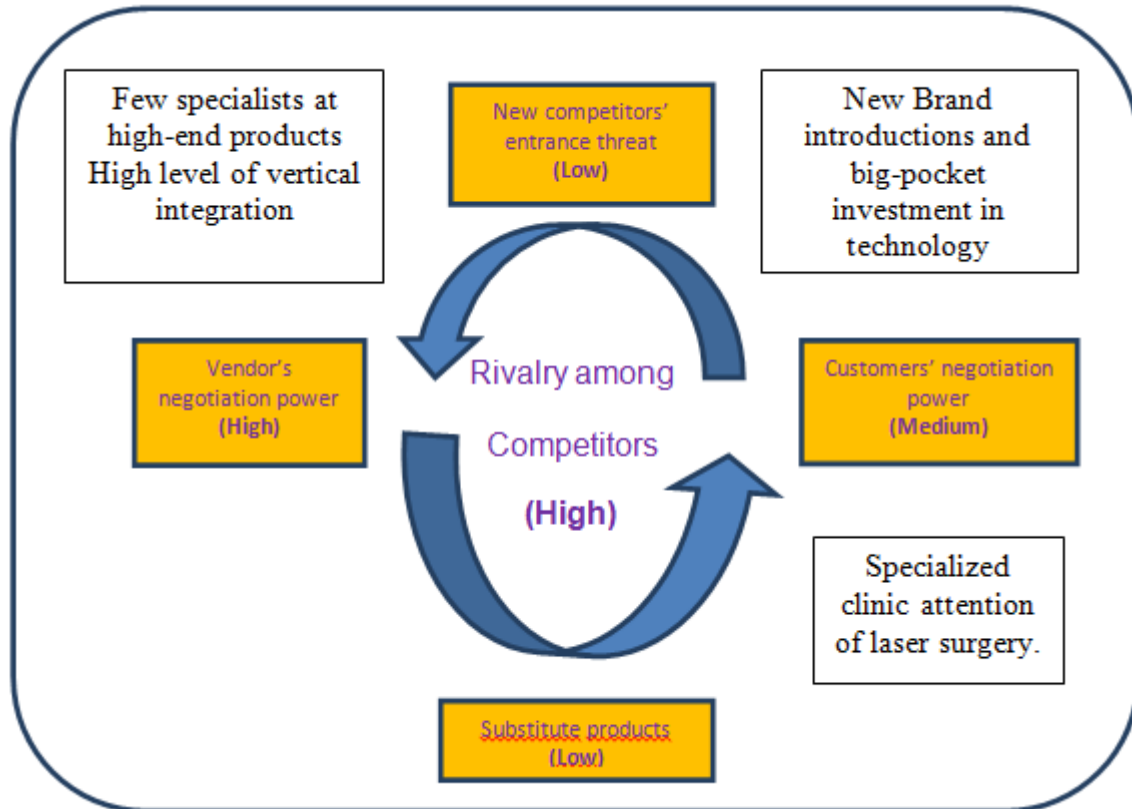 Few specialists at
high-end products
High level of vertical
integration
New competitors’
entrance threat
(Low)
New Brand
introductions and
big-pocket
investment in
technology
Vendor’s
negotiation power
(High)
Rivalry among
Competitors
(High)
Customers’ negotiation
power
(Medium)
Specialized
clinic attention
of laser surgery.
Substitute products
(Low)